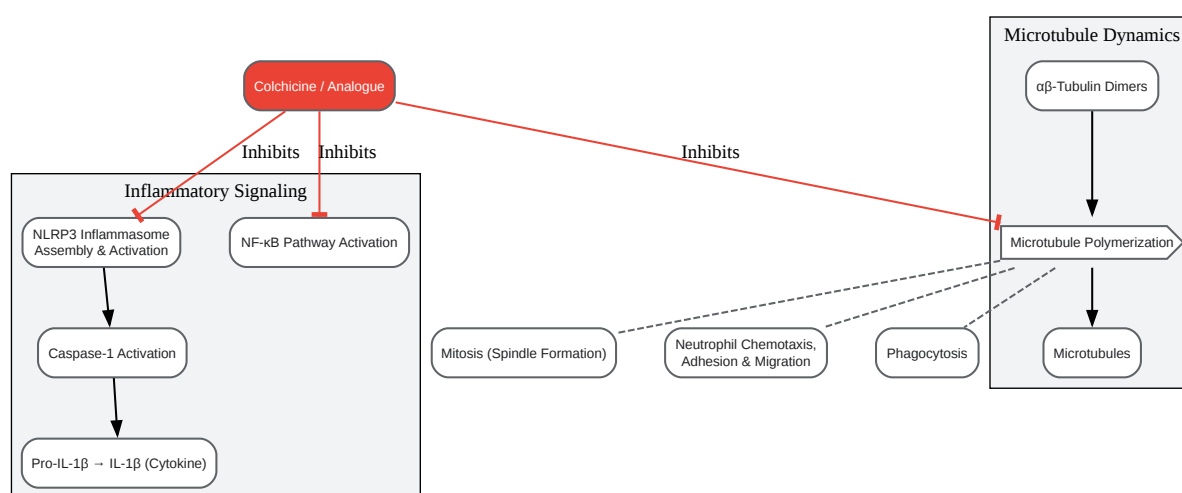 Microtubule Dynamics
Colchicine / Analogue
αβ-Tubulin Dimers
Inhibits
Inhibits
Inhibits
Inflammatory Signaling
NLRP3 Inflammasome
Assembly & Activation
NF-κB Pathway Activation
Microtubule Polymerization
Caspase-1 Activation
Mitosis (Spindle Formation)
Neutrophil Chemotaxis,
Adhesion & Migration
Phagocytosis
Microtubules
Pro-IL-1β → IL-1β (Cytokine)